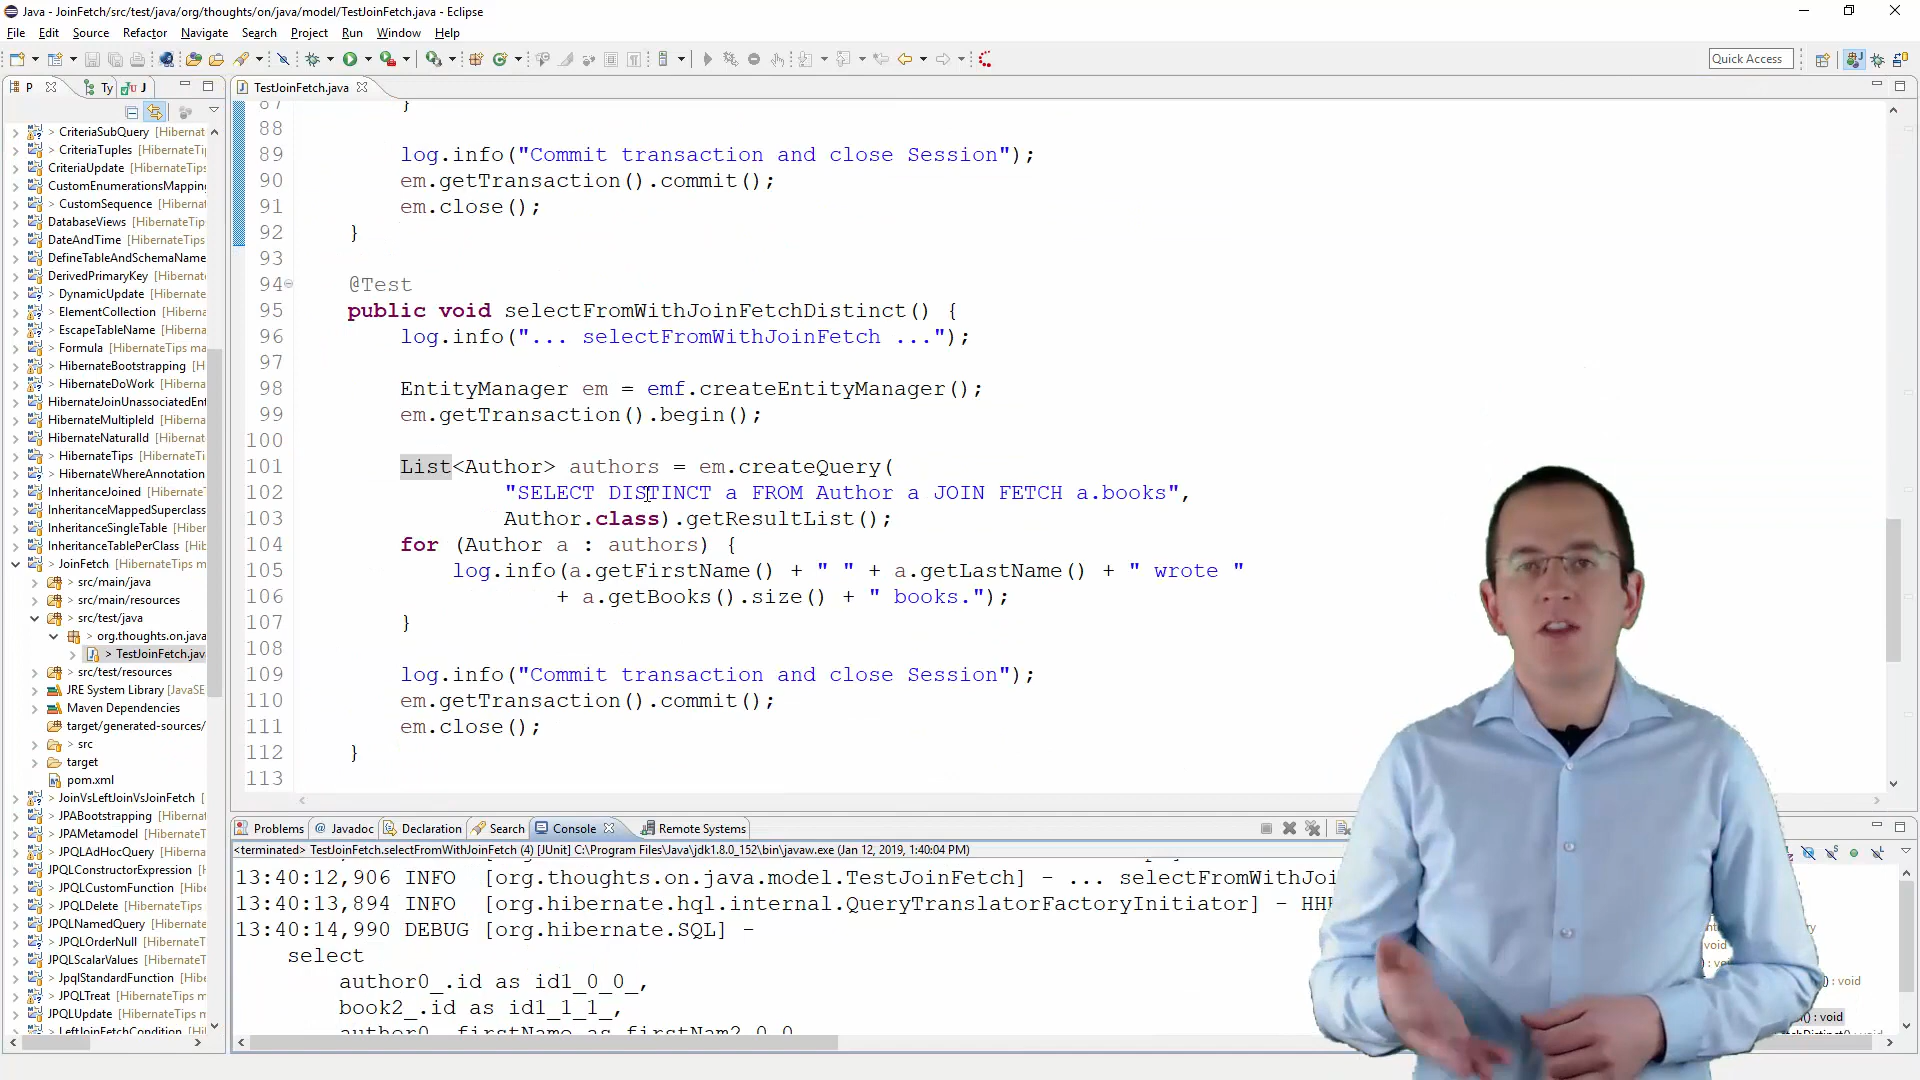 Java - JoinFetch/src/test/java/org/thoughts/on/java/model/TestJoinFetch.java - Eclipse
File Edit Source Refactor Navigate Search Project Run Window Help
Quick Access
P Ty J
TestJoinFetch.java
> CriteriaSubQuery [Hibernat
> CriteriaTuples [HibernateTi
CriteriaUpdate [HibernateTips
CustomEnumerationsMapping
> CustomSequence [Hibernate
DatabaseViews [HibernateTips
DateAndTime [HibernateTips
DefineTableAndSchemaName
DerivedPrimaryKey [Hibernate
> DynamicUpdate [Hibernate
> ElementCollection [Hibernat
> EscapeTableName [Hibernat
> Formula [HibernateTips ma
> HibernateBootstrapping [H
> HibernateDoWork [Hibernat
HibernateJoinUnassociatedEnt
HibernateMultipleId [Hibernat
HibernateNaturalId [Hibernat
> HibernateTips [HibernateTip
> HibernateWhereAnnotation
InheritanceJoined [HibernateTi
InheritanceMappedSuperclass
InheritanceSingleTable [Hibern
InheritanceTablePerClass [Hib
JoinFetch [HibernateTips m
> src/main/java
> src/main/resources
> src/test/java
> org.thoughts.on.java
> TestJoinFetch.jav
> src/test/resources
JRE System Library [JavaSE
Maven Dependencies
target/generated-sources/
> src
target
pom.xml
JoinVsLeftJoinVsJoinFetch [
> JPABootstrapping [Hibernat
> JPAMetamodel [HibernateT
> JPQLAdHocQuery [Hibernat
JPQLConstructorExpression [
> JPQLCustomFunction [Hiber
> JPQLDelete [HibernateTips m
JPQLNamedQuery [Hibernate
> JPQLOrderNull [HibernateTip
JPQLScalarValues [HibernateTi
> JpqlStandardFunction [Hibe
> JPQLTreat [HibernateTips m
JPQLUpdate [HibernateTips m
> LeftJoinFetchCondition [Hi
87 }
88
89 log.info("Commit transaction and close Session");
90 em.getTransaction().commit();
91 em.close();
92 }
93
94 @Test
95 public void selectFromWithJoinFetchDistinct() {
96 log.info("... selectFromWithJoinFetch ...");
97
98 EntityManager em = emf.createEntityManager();
99 em.getTransaction().begin();
100
101 List<Author> authors = em.createQuery(
102 "SELECT DISTINCT a FROM Author a JOIN FETCH a.books",
103 Author.class).getResultList();
104 for (Author a : authors) {
105 log.info(a.getFirstName() + " " + a.getLastName() + " wrote "
106 + a.getBooks().size() + " books.");
107 }
108
109 log.info("Commit transaction and close Session");
110 em.getTransaction().commit();
111 em.close();
112 }
113
Problems Javadoc Declaration Search Console Remote Systems
<terminated> TestJoinFetch.selectFromWithJoinFetch (4) [JUnit] C:\Program Files\Java\jdk1.8.0_152\bin\javaw.exe (Jan 12, 2019, 1:40:04 PM)
13:40:12,906 INFO [org.thoughts.on.java.model.TestJoinFetch] - ... selectFromWithJoi
13:40:13,894 INFO [org.hibernate.hql.internal.QueryTranslatorFactoryInitiator] - HHH
13:40:14,990 DEBUG [org.hibernate.SQL] -
select
author0_.id as id1_0_0_,
book2_.id as id1_1_1_,
author0_.firstName as firstNam2_0_0_
) : void